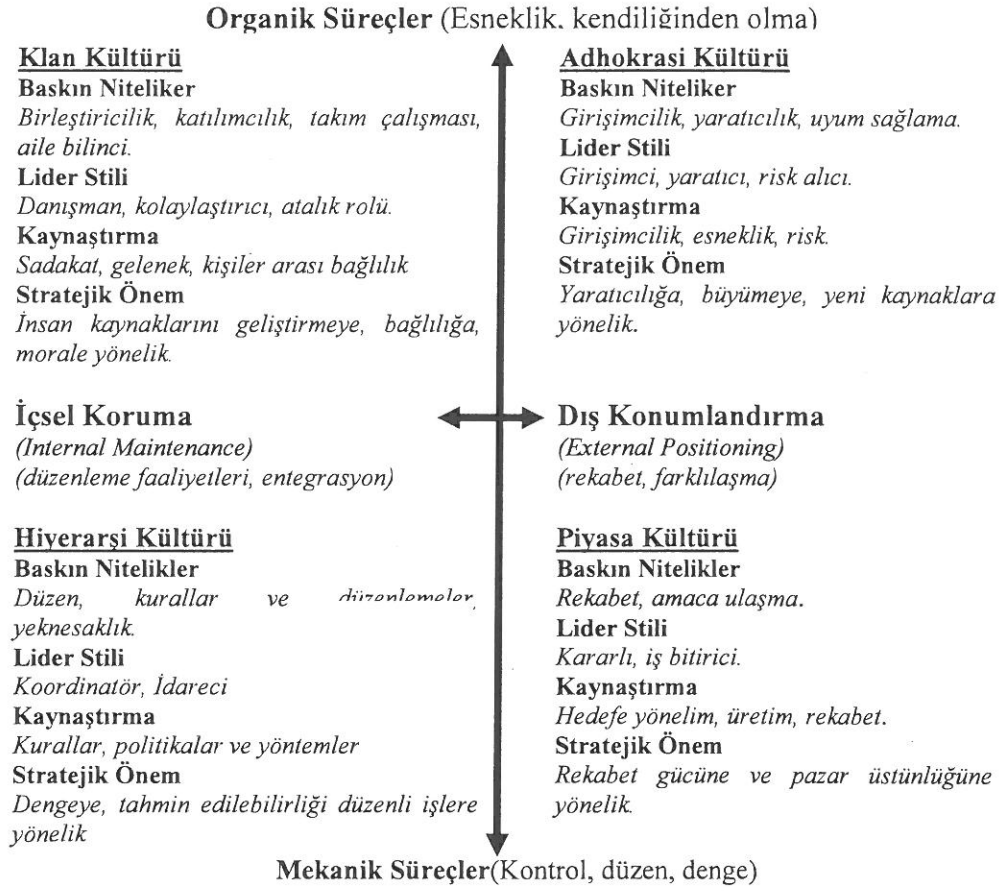 Organik Süreçler (Esneklik, kendiliğinden olma)
Klan Kültürü
Baskın Niteliker
Birleştiricilik, katılımcılık, takım çalışması,
aile bilinci.
Lider Stili
Danışman, kolaylaştırıcı, atalık rolü.
Kaynaştırma
Sadakat, gelenek, kişiler arası bağlılık
Stratejik Önem
İnsan kaynaklarını geliştirmeye, bağlılığa,
morale yönelik.
Adhokrasi Kültürü
Baskın Niteliker
Girişimcilik, yaratıcılık, uyum sağlama.
Lider Stili
Girişimci, yaratıcı, risk alıcı.
Kaynaştırma
Girişimcilik, esneklik, risk.
Stratejik Önem
Yaratıcılığa, büyümeye, yeni kaynaklara
yönelik.
İçsel Koruma
(Internal Maintenance)
(düzenleme faaliyetleri, entegrasyon)
Dış Konumlandırma
(External Positioning)
(rekabet, farklılaşma)
Hiyerarşi Kültürü
Baskın Nitelikler
Düzen, kurallar ve düzenlemeler,
yeknesaklık.
Lider Stili
Koordinatör, İdareci
Kaynaştırma
Kurallar, politikalar ve yöntemler
Stratejik Önem
Dengeye, tahmin edilebilirliği düzenli işlere
yönelik
Piyasa Kültürü
Baskın Nitelikler
Rekabet, amaca ulaşma.
Lider Stili
Kararlı, iş bitirici.
Kaynaştırma
Hedefe yönelim, üretim, rekabet.
Stratejik Önem
Rekabet gücüne ve pazar üstünlüğüne
yönelik.
Mekanik Süreçler(Kontrol, düzen, denge)